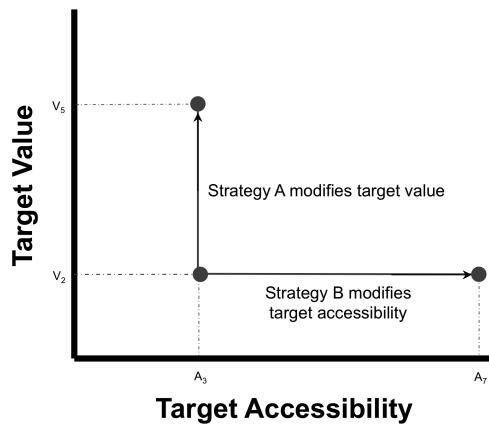 Target Value
V5
Strategy A modifies target value
V2
Strategy B modifies
target accessibility
A3
A7
Target Accessibility